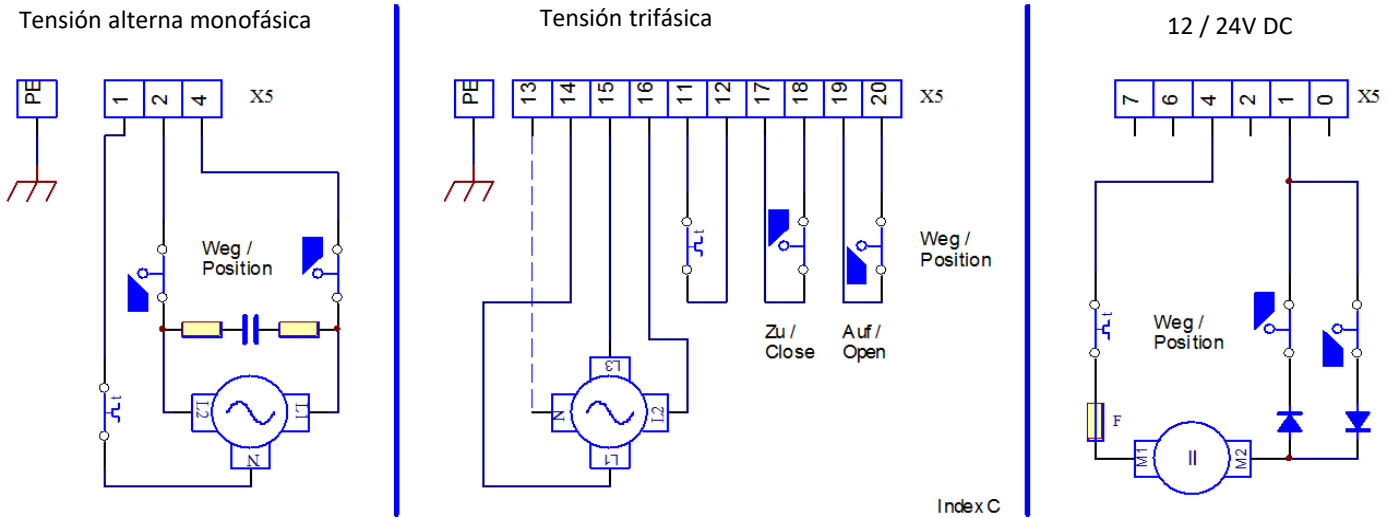 Tensión alterna monofásica
PE
1 2 4 X5
Weg /
Position
t
L2 L1
N
Tensión trifásica
PE
13 14 15 16 11 12 17 18 19 20 X5
t
Weg /
Position
Zu /
Close
Auf /
Open
L3
N L2
L1
Index C
12 / 24V DC
7 6 4 2 1 0 X5
t
Weg /
Position
F
M1 II M2